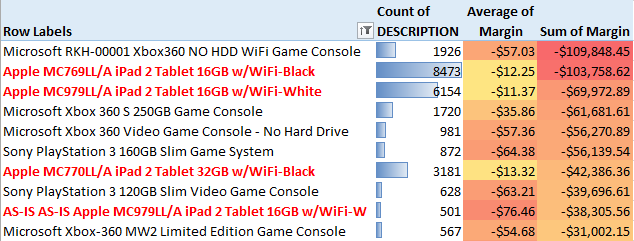 Row Labels Count of DESCRIPTION Average of Margin Sum of Margin
Microsoft RKH-00001 Xbox360 NO HDD WiFi Game Console 1926 -$57.03 -$109,848.45
Apple MC769LL/A iPad 2 Tablet 16GB w/WiFi-Black 8473 -$12.25 -$103,758.62
Apple MC979LL/A iPad 2 Tablet 16GB w/WiFi-White 6154 -$11.37 -$69,972.89
Microsoft Xbox 360 S 250GB Game Console 1720 -$35.86 -$61,681.61
Microsoft Xbox 360 Video Game Console - No Hard Drive 981 -$57.36 -$56,270.89
Sony PlayStation 3 160GB Slim Game System 872 -$64.38 -$56,139.54
Apple MC770LL/A iPad 2 Tablet 32GB w/WiFi-Black 3181 -$13.32 -$42,386.36
Sony PlayStation 3 120GB Slim Video Game Console 628 -$63.21 -$39,696.61
AS-IS AS-IS Apple MC979LL/A iPad 2 Tablet 16GB w/WiFi-W 501 -$76.46 -$38,305.56
Microsoft Xbox-360 MW2 Limited Edition Game Console 567 -$54.68 -$31,002.15